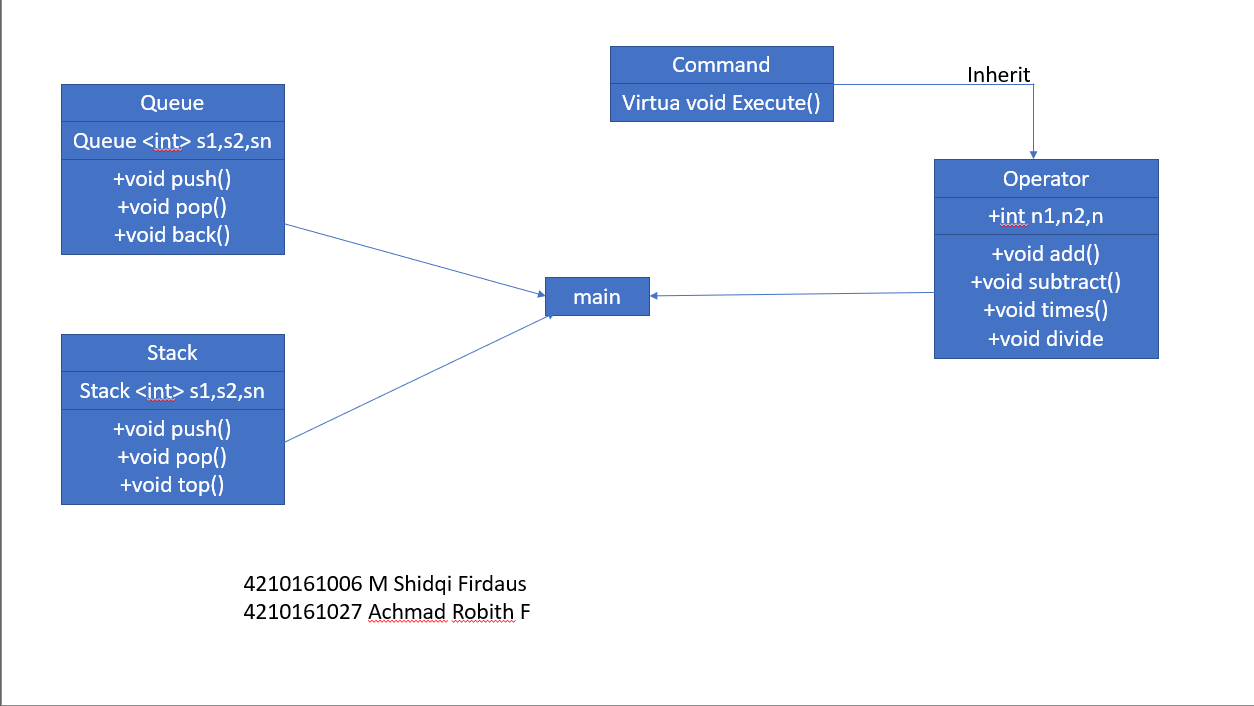 Queue
Queue <int> s1,s2,sn
+void push()
+void pop()
+void back()
Stack
Stack <int> s1,s2,sn
+void push()
+void pop()
+void top()
main
Command
Virtua void Execute()
Inherit
Operator
+int n1,n2,n
+void add()
+void subtract()
+void times()
+void divide
4210161006 M Shidqi Firdaus
4210161027 Achmad Robith F